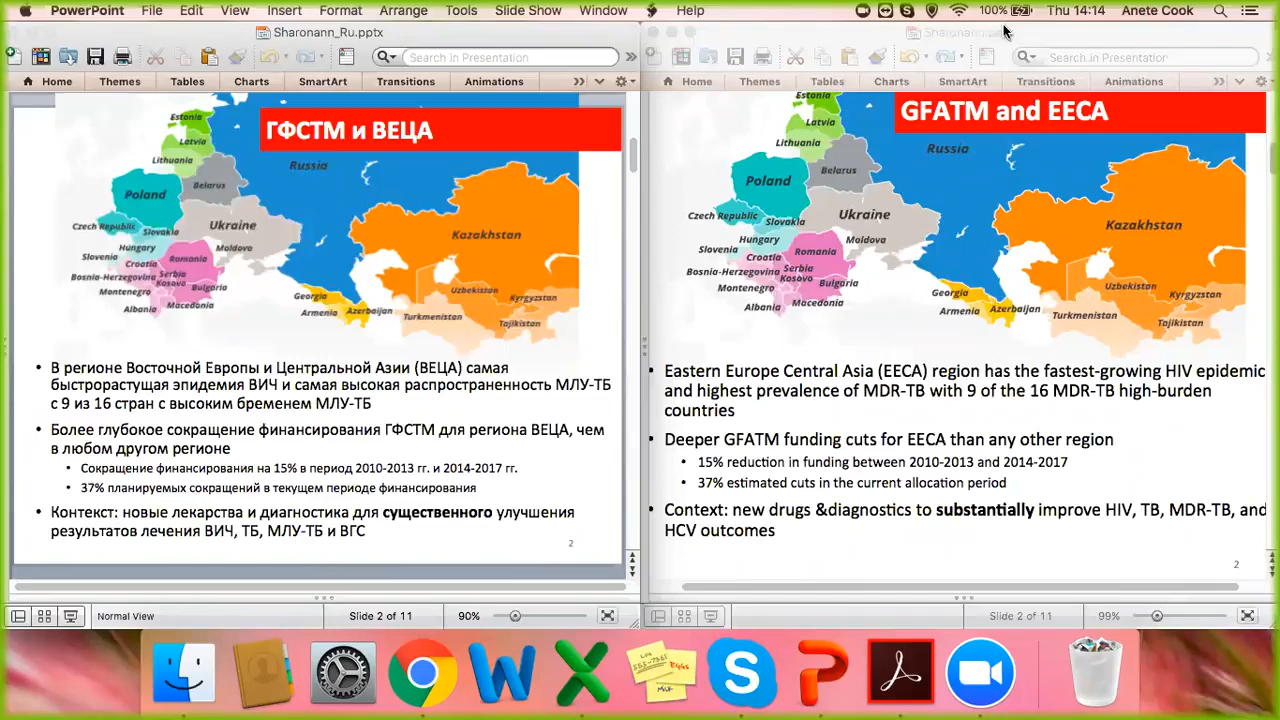 PowerPoint File Edit View Insert Format Arrange Tools Slide Show Window Help 100% Thu 14:14 Anete Cook
Sharonann_Ru.pptx
Search in Presentation
Home Themes Tables Charts SmartArt Transitions Animations
ГФСТМ и ВЕЦА
Estonia
Latvia
Lithuania
Russia
Belarus
Poland
Ukraine
Czech Republic
Slovakia
Kazakhstan
Hungary
Moldova
Slovenia
Croatia
Romania
Bosnia-Herzegovina
Serbia
Kosovo
Montenegro
Bulgaria
Albania
Macedonia
Georgia
Armenia
Azerbaijan
Uzbekistan
Kyrgyzstan
Turkmenistan
Tajikistan
• В регионе Восточной Европы и Центральной Азии (ВЕЦА) самая
быстрорастущая эпидемия ВИЧ и самая высокая распространенность МЛУ-ТБ
с 9 из 16 стран с высоким бременем МЛУ-ТБ
• Более глубокое сокращение финансирования ГФСТМ для региона ВЕЦА, чем
в любом другом регионе
• Сокращение финансирования на 15% в период 2010-2013 гг. и 2014-2017 гг.
• 37% планируемых сокращений в текущем периоде финансирования
• Контекст: новые лекарства и диагностика для существенного улучшения
результатов лечения ВИЧ, ТБ, МЛУ-ТБ и ВГС
2
Normal View Slide 2 of 11 90%
Search in Presentation
Home Themes Tables Charts SmartArt Transitions Animations
GFATM and EECA
Estonia
Latvia
Lithuania
Russia
Belarus
Poland
Ukraine
Czech Republic
Slovakia
Kazakhstan
Hungary
Moldova
Slovenia
Croatia
Romania
Bosnia-Herzegovina
Serbia
Kosovo
Montenegro
Bulgaria
Albania
Macedonia
Georgia
Armenia
Azerbaijan
Uzbekistan
Kyrgyzstan
Turkmenistan
Tajikistan
• Eastern Europe Central Asia (EECA) region has the fastest-growing HIV epidemic
and highest prevalence of MDR-TB with 9 of the 16 MDR-TB high-burden
countries
• Deeper GFATM funding cuts for EECA than any other region
• 15% reduction in funding between 2010-2013 and 2014-2017
• 37% estimated cuts in the current allocation period
• Context: new drugs &diagnostics to substantially improve HIV, TB, MDR-TB, and
HCV outcomes
2
Slide 2 of 11 99%